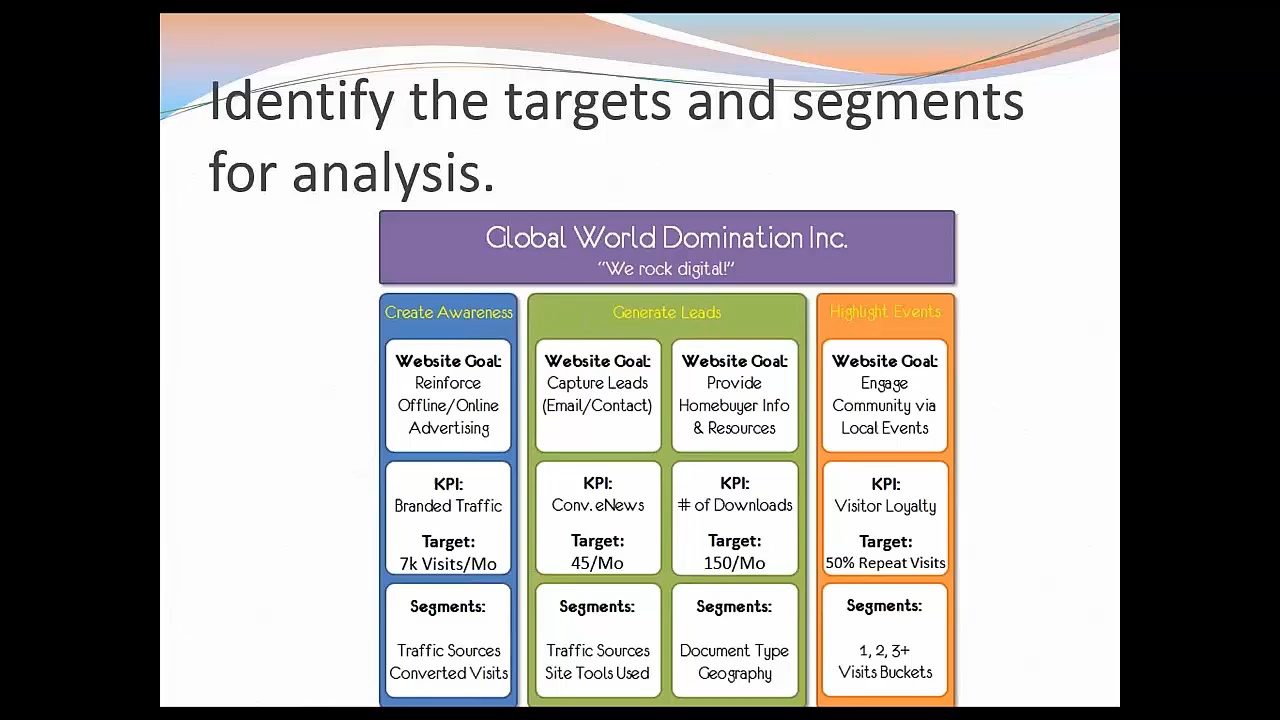 Identify the targets and segments
for analysis.
Global World Domination Inc.
"We rock digital!"
Create Awareness
Website Goal:
Reinforce
Offline/Online
Advertising
KPI:
Branded Traffic
Target:
7k Visits/Mo
Segments:
Traffic Sources
Converted Visits
Generate Leads
Website Goal:
Capture Leads
(Email/Contact)
KPI:
Conv. eNews
Target:
45/Mo
Segments:
Traffic Sources
Site Tools Used
Website Goal:
Provide
Homebuyer Info
& Resources
KPI:
# of Downloads
Target:
150/Mo
Segments:
Document Type
Geography
Highlight Events
Website Goal:
Engage
Community via
Local Events
KPI:
Visitor Loyalty
Target:
50% Repeat Visits
Segments:
1, 2, 3+
Visits Buckets